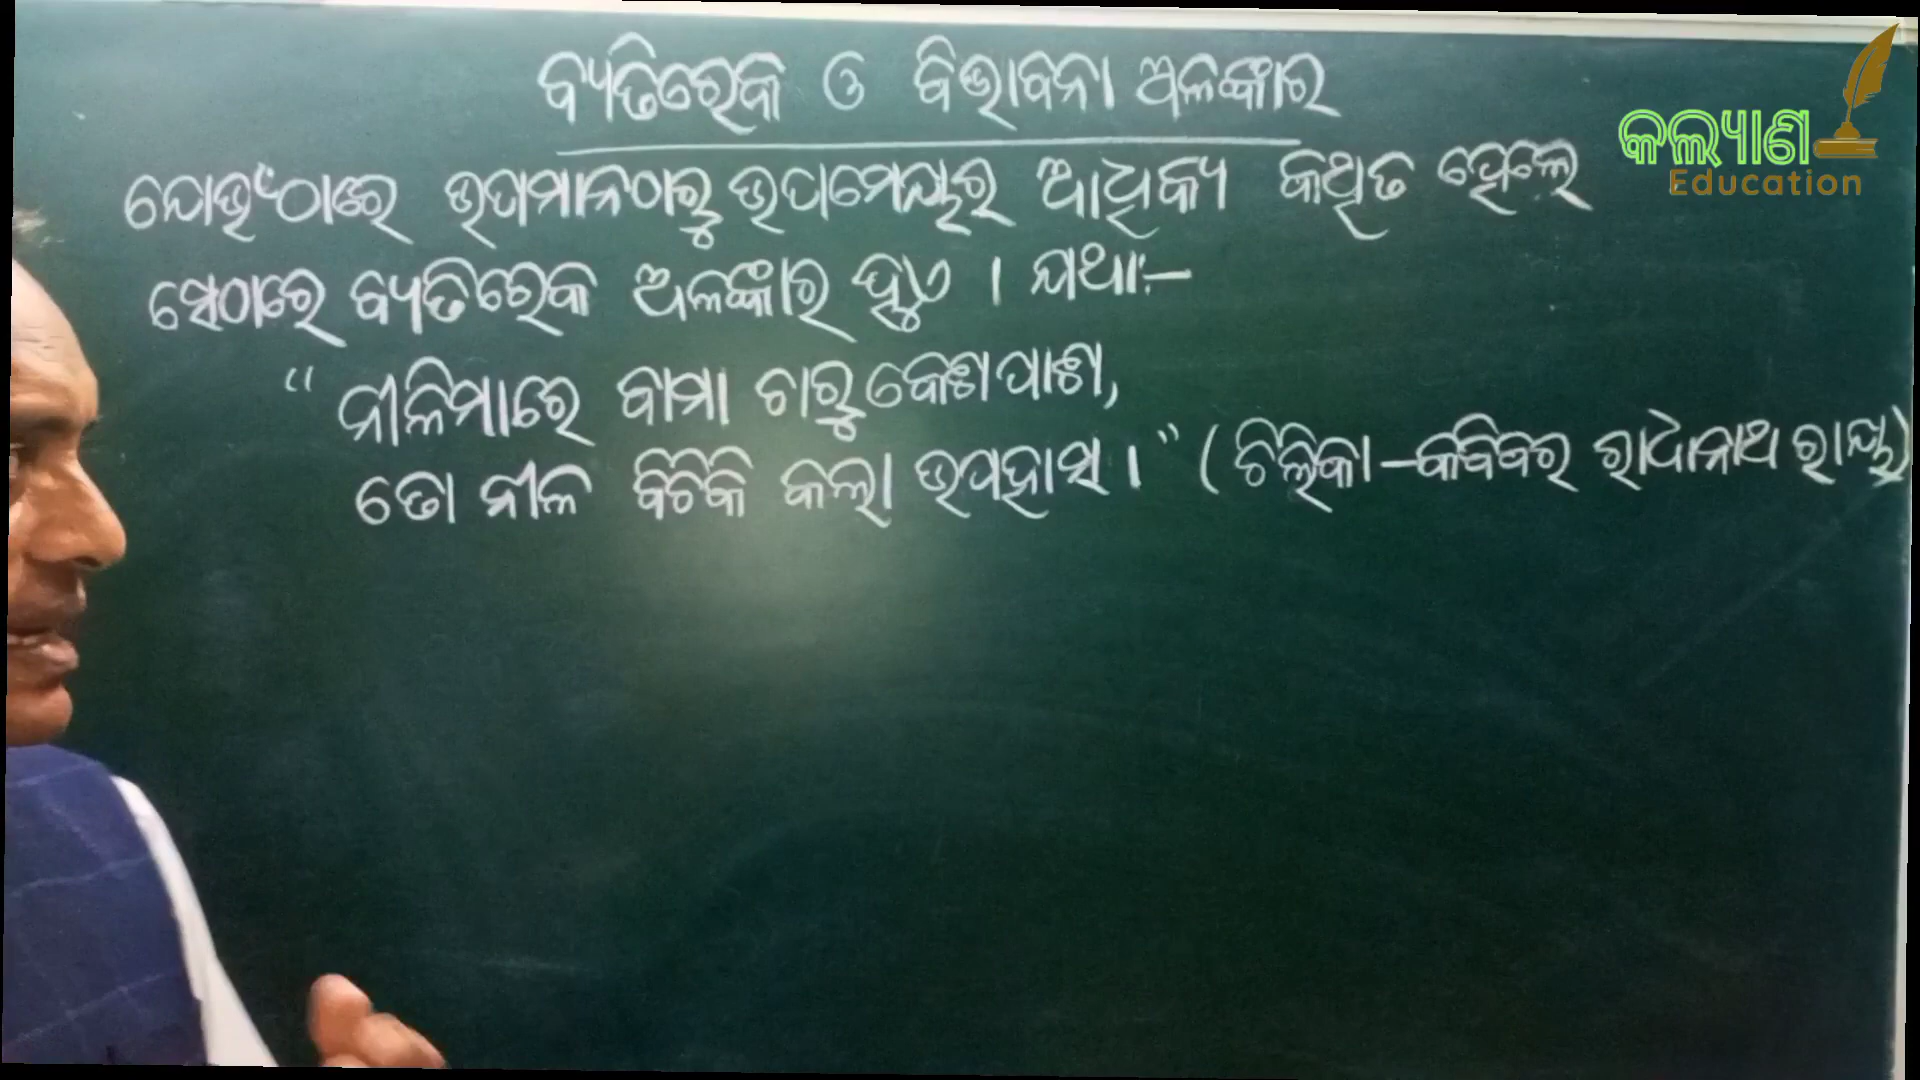 ବ୍ୟତିରେକ ଓ ବିଭାବନା ଅଳଙ୍କାର
କଲ୍ୟାଣ
Education
ଯେଉଁଠାରେ ଉପମାନଠାରୁ ଉପମେୟର ଆଧିକ୍ୟ କଥିତ ହେଲେ
ସେଠାରେ ବ୍ୟତିରେକ ଅଳଙ୍କାର ହୁଏ । ଯଥା:-
“ ନୀଳିମାରେ ବାମା ଚାରୁ କେଶପାଶ,
ତୋ ନୀଳ ବିଚିକି କଲା ଉପହାସ ।” ( ଚିଲିକା – କବିବର ରାଧାନାଥ ରାୟ )